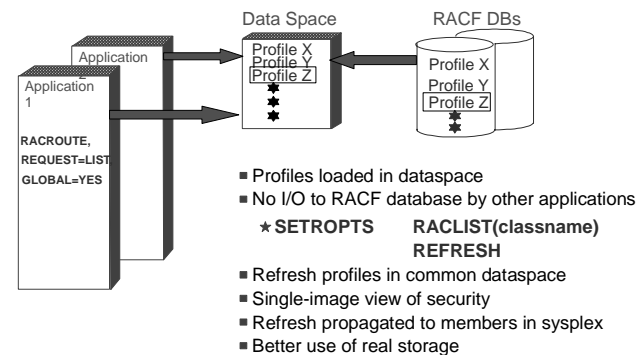 Data Space
RACF DBs
Application
2
Application
1
RACROUTE,
REQUEST=LIST
GLOBAL=YES
Profile X
Profile Y
Profile Z
Profile X
Profile Y
Profile Z
Profiles loaded in dataspace
No I/O to RACF database by other applications
SETROPTS RACLIST(classname)
REFRESH
Refresh profiles in common dataspace
Single-image view of security
Refresh propagated to members in sysplex
Better use of real storage